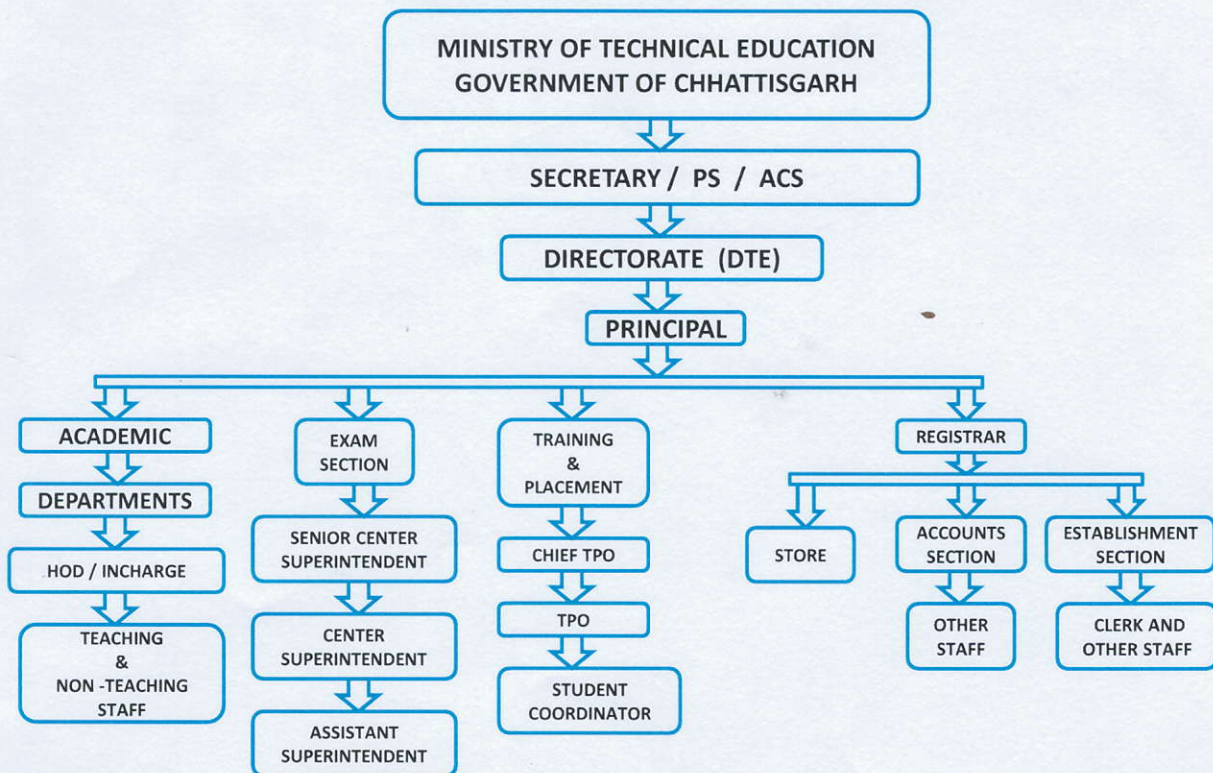 MINISTRY OF TECHNICAL EDUCATION
GOVERNMENT OF CHHATTISGARH
SECRETARY / PS / ACS
DIRECTORATE (DTE)
PRINCIPAL
ACADEMIC
DEPARTMENTS
HOD / INCHARGE
TEACHING
&
NON -TEACHING
STAFF
EXAM
SECTION
SENIOR CENTER
SUPERINTENDENT
CENTER
SUPERINTENDENT
ASSISTANT
SUPERINTENDENT
TRAINING
&
PLACEMENT
CHIEF TPO
TPO
STUDENT
COORDINATOR
REGISTRAR
STORE
ACCOUNTS
SECTION
OTHER
STAFF
ESTABLISHMENT
SECTION
CLERK AND
OTHER STAFF